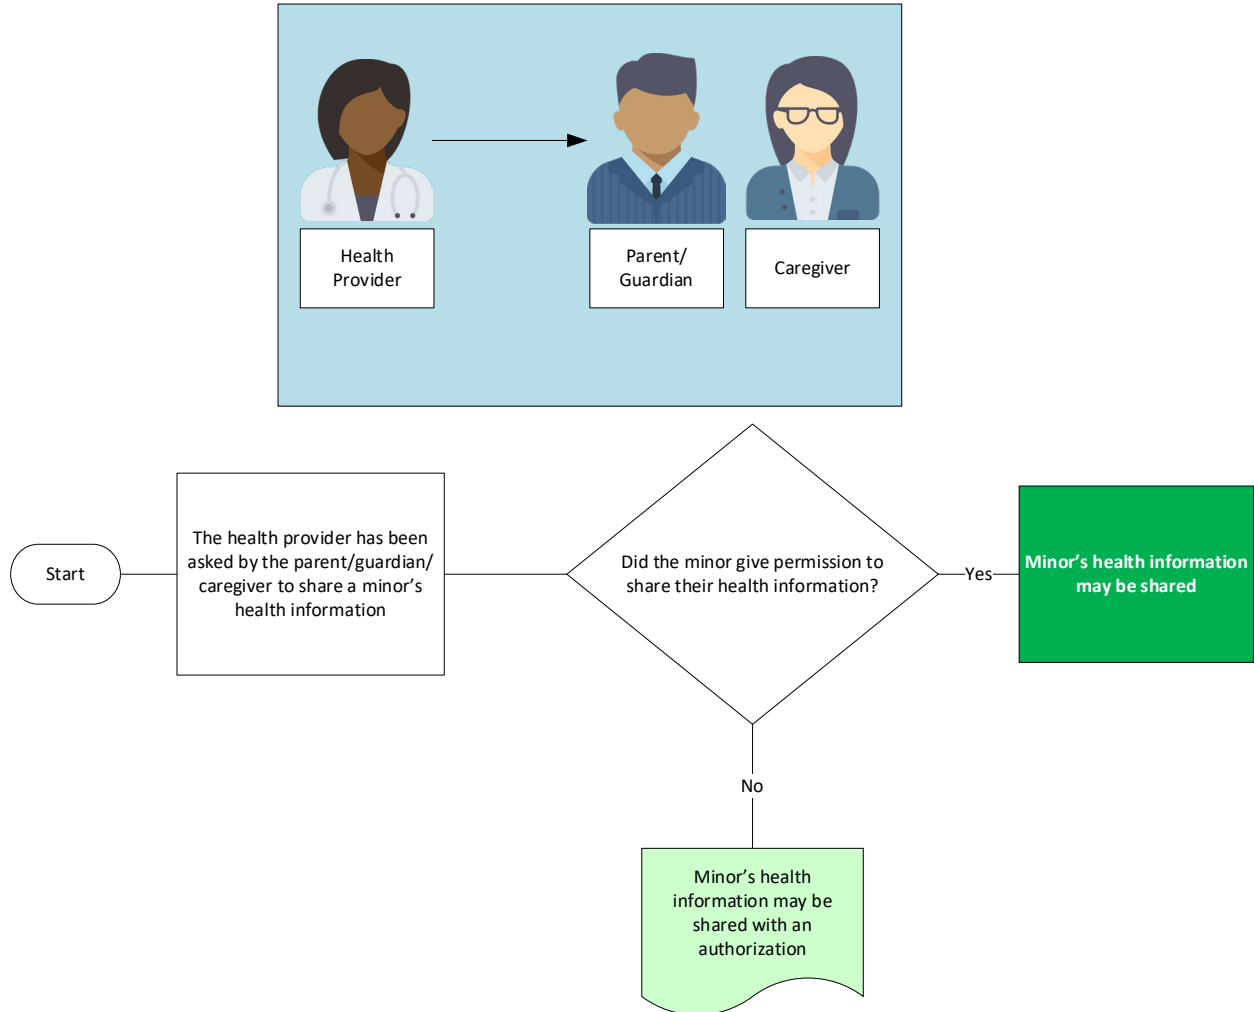 Health
Provider
Parent/
Guardian
Caregiver
Start
The health provider has been
asked by the parent/guardian/
caregiver to share a minor’s
health information
Did the minor give permission to
share their health information?
Yes
Minor’s health information
may be shared
No
Minor’s health
information may be
shared with an
authorization